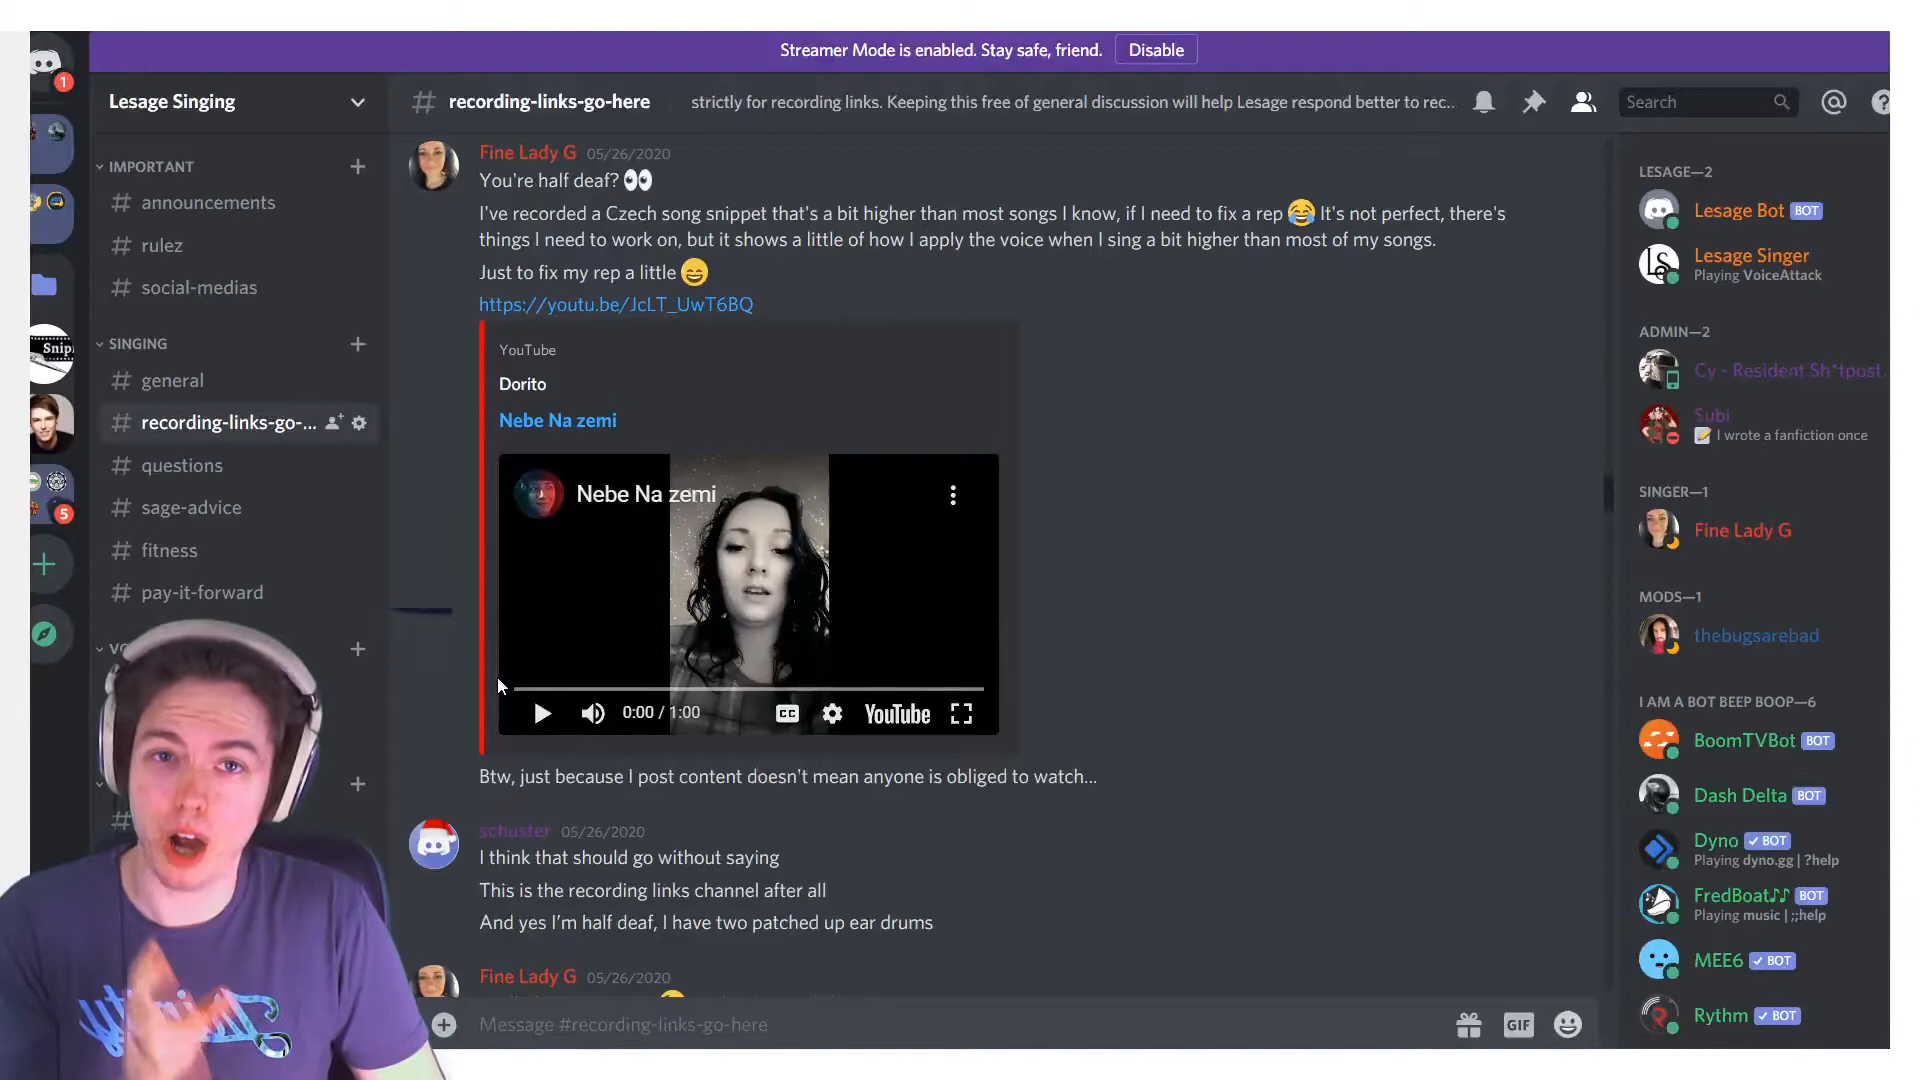 Streamer Mode is enabled. Stay safe, friend. Disable
1
Lesage Singing
# recording-links-go-here strictly for recording links. Keeping this free of general discussion will help Lesage respond better to rec... Search
IMPORTANT
# announcements
# rulez
# social-medias
SINGING
# general
# recording-links-go-...
# questions
# sage-advice
# fitness
# pay-it-forward
Snip
5
Fine Lady G 05/26/2020
You're half deaf? 👀
I've recorded a Czech song snippet that's a bit higher than most songs I know, if I need to fix a rep 😂 It's not perfect, there's
things I need to work on, but it shows a little of how I apply the voice when I sing a bit higher than most of my songs.
Just to fix my rep a little 😄
https://youtu.be/JcLT_UwT6BQ
YouTube
Dorito
Nebe Na zemi
Nebe Na zemi
0:00 / 1:00 CC YouTube
Btw, just because I post content doesn't mean anyone is obliged to watch...
schuster 05/26/2020
I think that should go without saying
This is the recording links channel after all
And yes I'm half deaf, I have two patched up ear drums
Fine Lady G 05/26/2020
Message #recording-links-go-here
GIF
LESAGE—2
Lesage Bot BOT
LS
Lesage Singer
Playing VoiceAttack
ADMIN—2
Cy - Resident Sh*tpost
Subi
I wrote a fanfiction once
SINGER—1
Fine Lady G
MODS—1
thebugsarebad
I AM A BOT BEEP BOOP—6
BoomTVBot BOT
Dash Delta BOT
Dyno ✓ BOT
Playing dyno.gg | ?help
FredBoat♪♪ BOT
Playing music | ;;help
MEE6 ✓ BOT
Rythm ✓ BOT